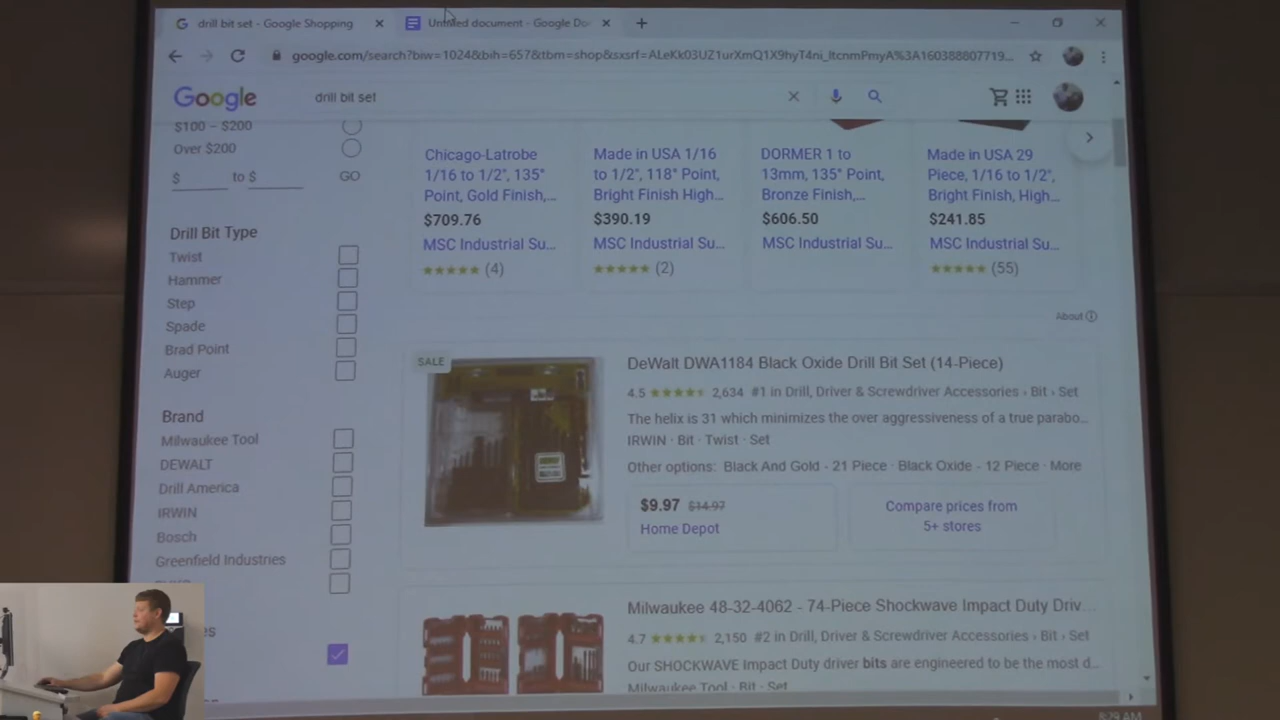 drill bit set - Google Shopping
Untitled document - Google Do
google.com/search?biw=1024&bih=657&tbm=shop&sxsrf=ALeKk03UZ1urXmQ1X9hyT4ni_ItcnmPmyA%3A160388807719...
Google
drill bit set
$100 – $200
Over $200
$ to $ GO
Drill Bit Type
Twist
Hammer
Step
Spade
Brad Point
Auger
Brand
Milwaukee Tool
DEWALT
Drill America
IRWIN
Bosch
Greenfield Industries
Chicago-Latrobe
1/16 to 1/2", 135°
Point, Gold Finish,...
$709.76
MSC Industrial Su...
(4)
Made in USA 1/16
to 1/2", 118° Point,
Bright Finish High...
$390.19
MSC Industrial Su...
(2)
DORMER 1 to
13mm, 135° Point,
Bronze Finish,...
$606.50
MSC Industrial Su...
Made in USA 29
Piece, 1/16 to 1/2",
Bright Finish, High...
$241.85
MSC Industrial Su...
(55)
About
SALE
DeWalt DWA1184 Black Oxide Drill Bit Set (14-Piece)
4.5 2,634 #1 in Drill, Driver & Screwdriver Accessories › Bit › Set
The helix is 31 which minimizes the over aggressiveness of a true parabo...
IRWIN · Bit · Twist · Set
Other options: Black And Gold - 21 Piece · Black Oxide - 12 Piece · More
$9.97 $14.97
Home Depot
Compare prices from
5+ stores
Milwaukee 48-32-4062 - 74-Piece Shockwave Impact Duty Driv...
4.7 2,150 #2 in Drill, Driver & Screwdriver Accessories › Bit › Set
Our SHOCKWAVE Impact Duty driver bits are engineered to be the most d...
Milwaukee Tool · Bit · Set